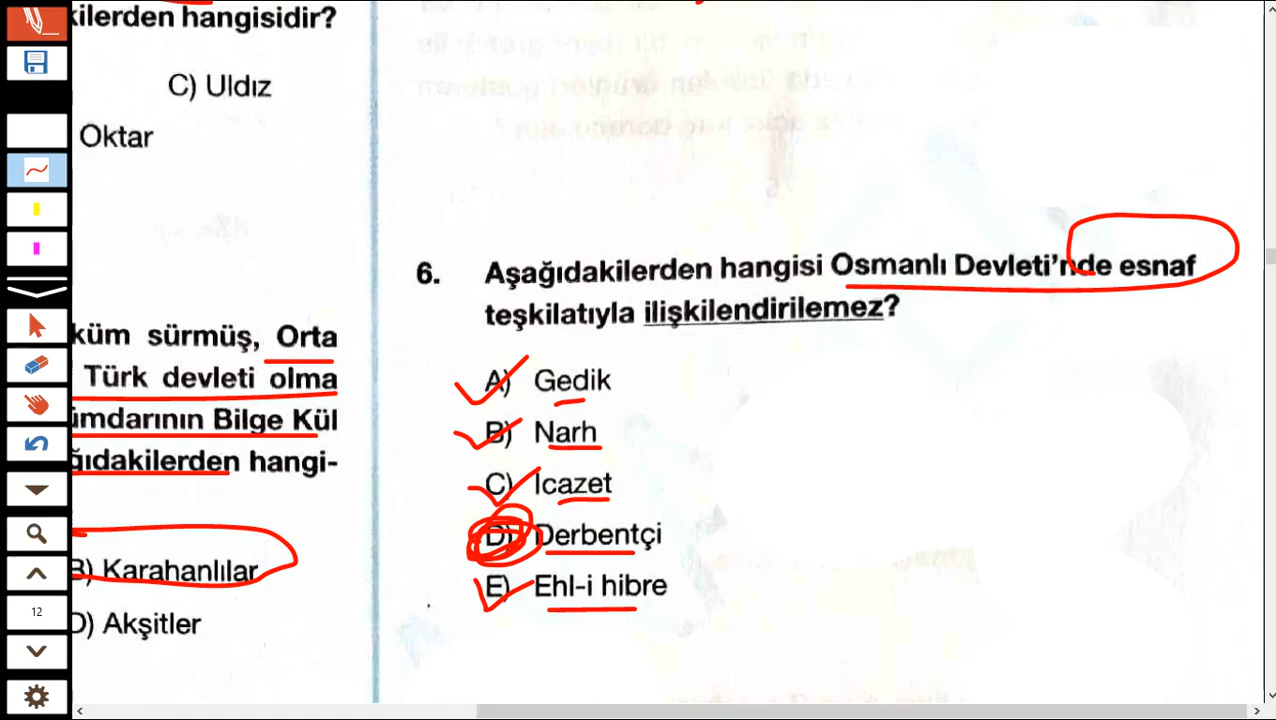 kilerden hangisidir?
C) Uldız
Oktar
küm sürmüş, Orta
Türk devleti olma
ümdarının Bilge Kül
ğıdakilerden hangi-
B) Karahanlılar
D) Akşitler
6. Aşağıdakilerden hangisi Osmanlı Devleti’nde esnaf
teşkilatıyla ilişkilendirilemez?
A) Gedik
B) Narh
C) İcazet
D) Derbentçi
E) Ehl-i hibre
12